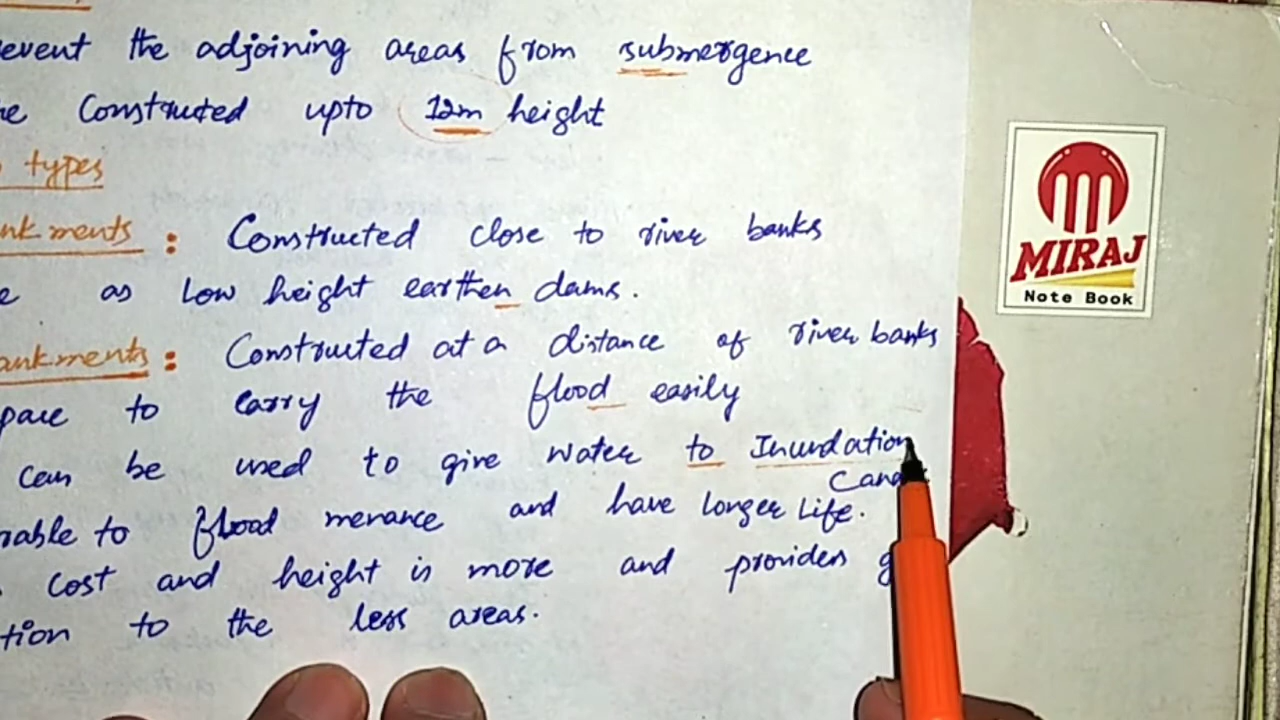 event the adjoining areas from submergence
e Constructed upto 12m height
types
nkments : Constructed close to river banks
e as low height earthen dams.
ankments : Constructed at a distance of river banks
pace to carry the flood easily
can be used to give water to Inundation
Cana
rable to flood menance and have longer Life.
cost and height is more and provides g
tion to the less areas.
MIRAJ
Note Book